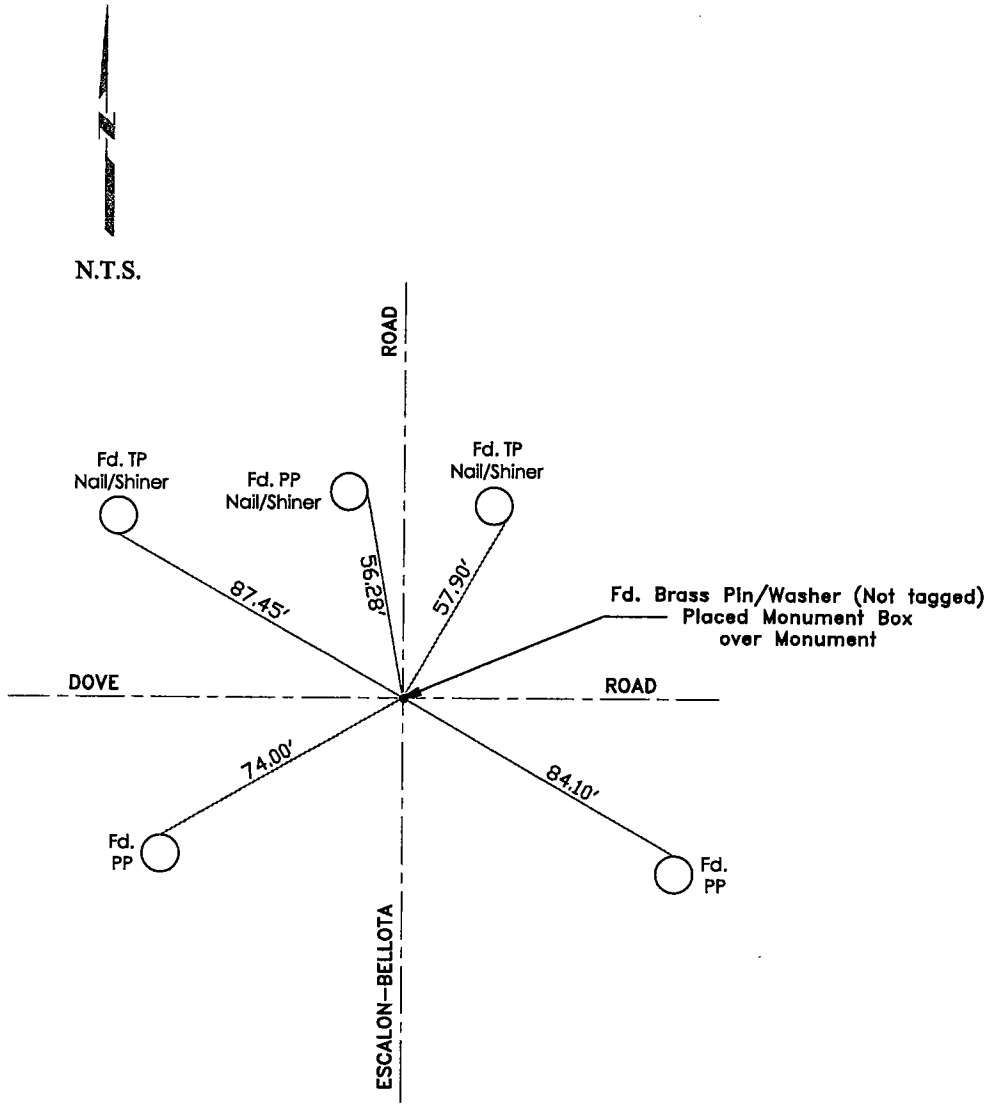 N
N.T.S.
ROAD
Fd. TP
Nail/Shiner
Fd. PP
Nail/Shiner
Fd. TP
Nail/Shiner
87.45'
56.28'
57.90'
Fd. Brass Pin/Washer (Not tagged)
Placed Monument Box
over Monument
DOVE
ROAD
74.00'
84.10'
Fd.
PP
Fd.
PP
ESCALON-BELLOTA